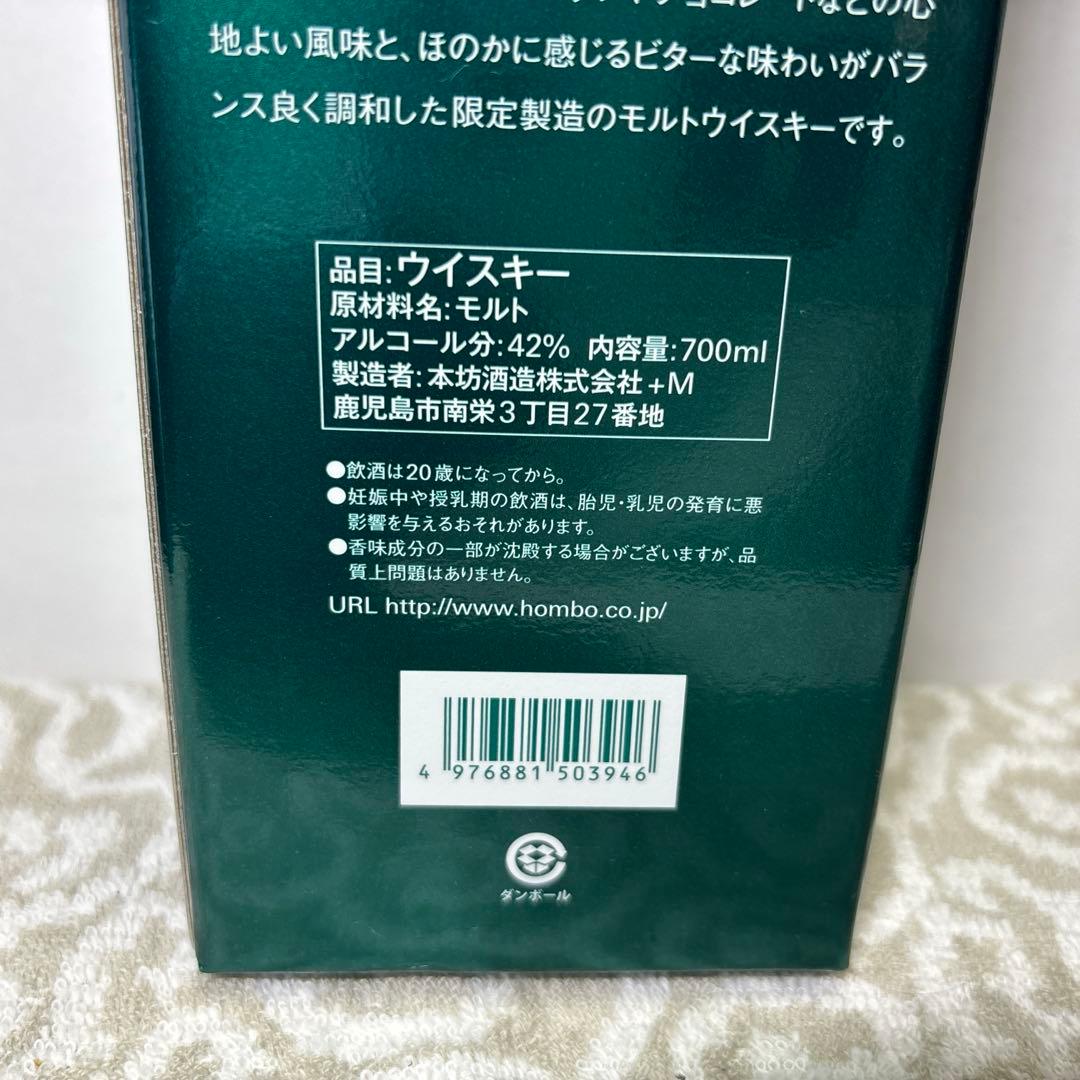 などの心
地よい風味と、ほのかに感じるビターな味わいがバラ
ンス良く調和した限定製造のモルトウイスキーです。
品目:ウイスキー
原材料名:モルト
アルコール分:42% 内容量:700ml
製造者:本坊酒造株式会社+M
鹿児島市南栄3丁目27番地
●飲酒は20歳になってから。
●妊娠中や授乳期の飲酒は、胎児・乳児の発育に悪
影響を与えるおそれがあります。
●香味成分の一部が沈殿する場合がございますが、品
質上問題はありません。
URL http://www.hombo.co.jp/
4 976881 503946
ダンボール